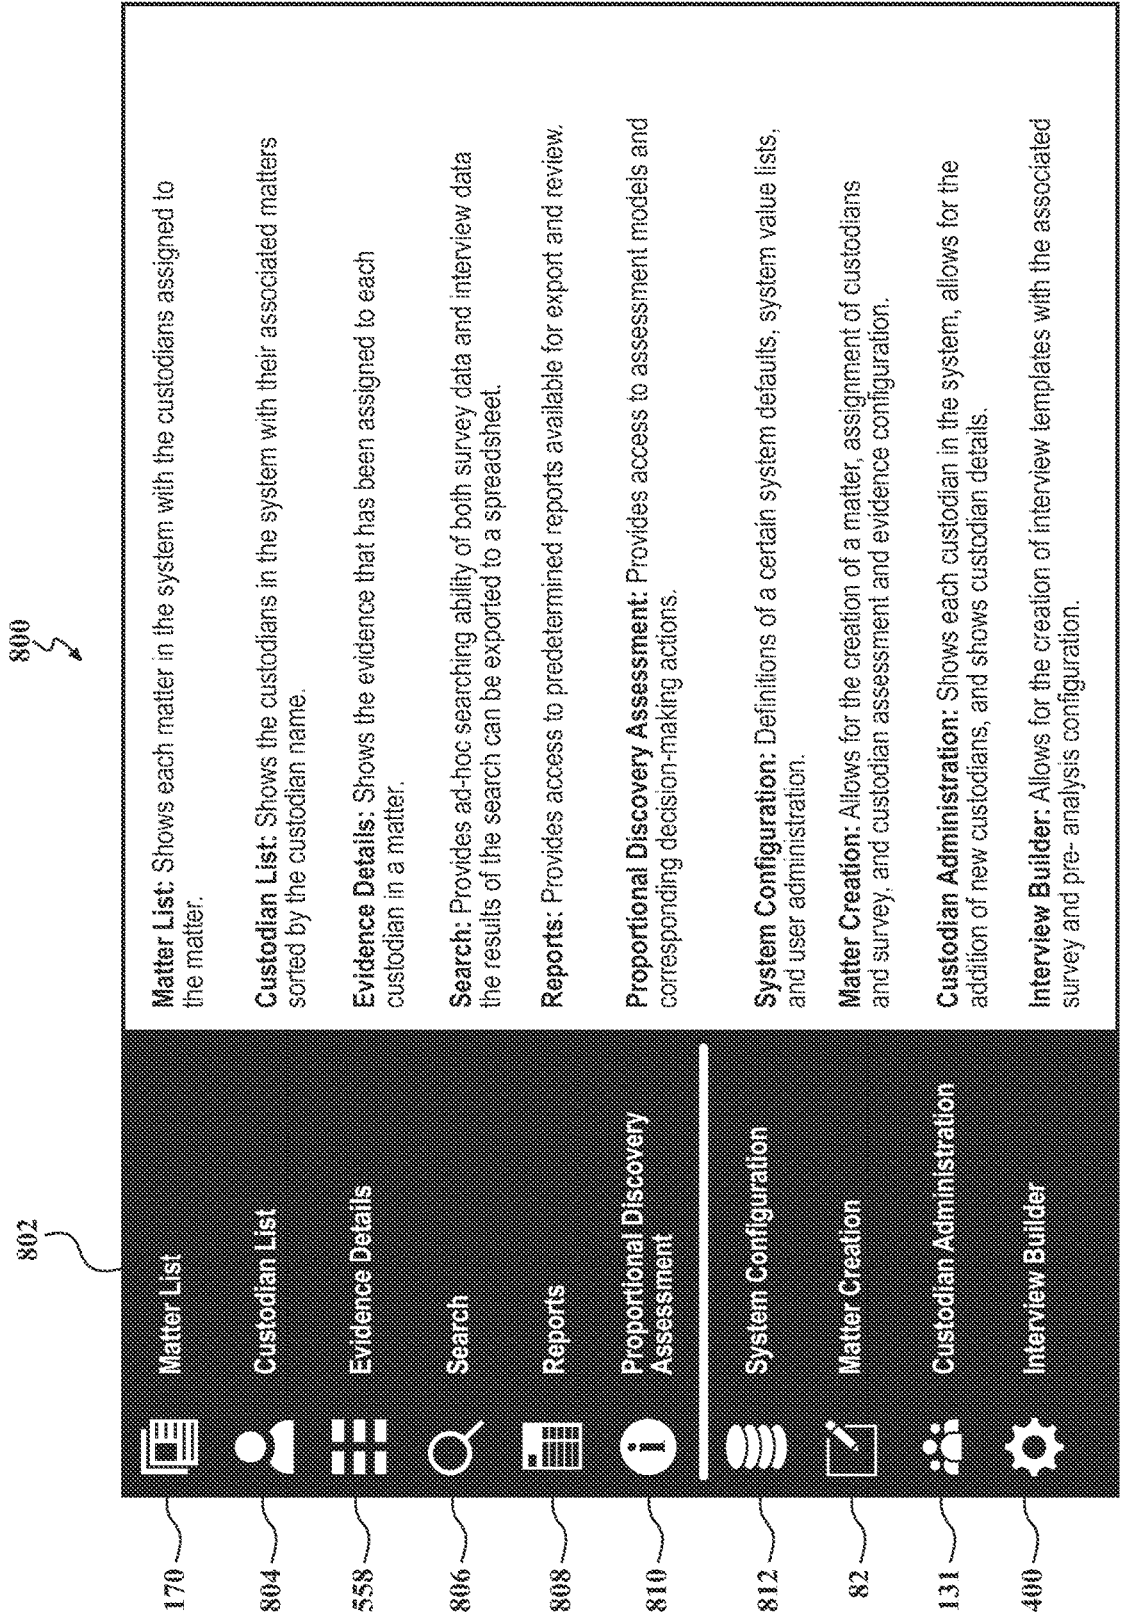 800
802
170
Matter List
Matter List: Shows each matter in the system with the custodians assigned to
the matter.
804
Custodian List
Custodian List: Shows the custodians in the system with their associated matters
sorted by the custodian name.
558
Evidence Details
Evidence Details: Shows the evidence that has been assigned to each
custodian in a matter.
806
Search
Search: Provides ad-hoc searching ability of both survey data and interview data
the results of the search can be exported to a spreadsheet.
808
Reports
Reports: Provides access to predetermined reports available for export and review.
810
Proportional Discovery
Assessment
Proportional Discovery Assessment: Provides access to assessment models and
corresponding decision-making actions.
812
System Configuration
System Configuration: Definitions of a certain system defaults, system value lists,
and user administration.
82
Matter Creation
Matter Creation: Allows for the creation of a matter, assignment of custodians
and survey, and custodian assessment and evidence configuration.
131
Custodian Administration
Custodian Administration: Shows each custodian in the system, allows for the
addition of new custodians, and shows custodian details.
400
Interview Builder
Interview Builder: Allows for the creation of interview templates with the associated
survey and pre- analysis configuration.